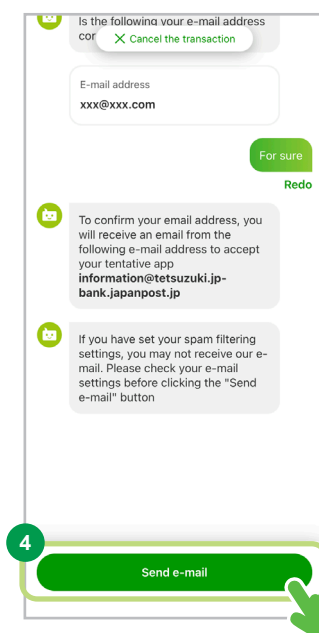 Is the following your e-mail address
cor
Cancel the transaction
E-mail address
xxx@xxx.com
For sure
Redo
To confirm your email address, you
will receive an email from the
following e-mail address to accept
your tentative app
information@tetsuzuki.jp-
bank.japanpost.jp
If you have set your spam filtering
settings, you may not receive our e-
mail. Please check your e-mail
settings before clicking the "Send
e-mail" button
4
Send e-mail